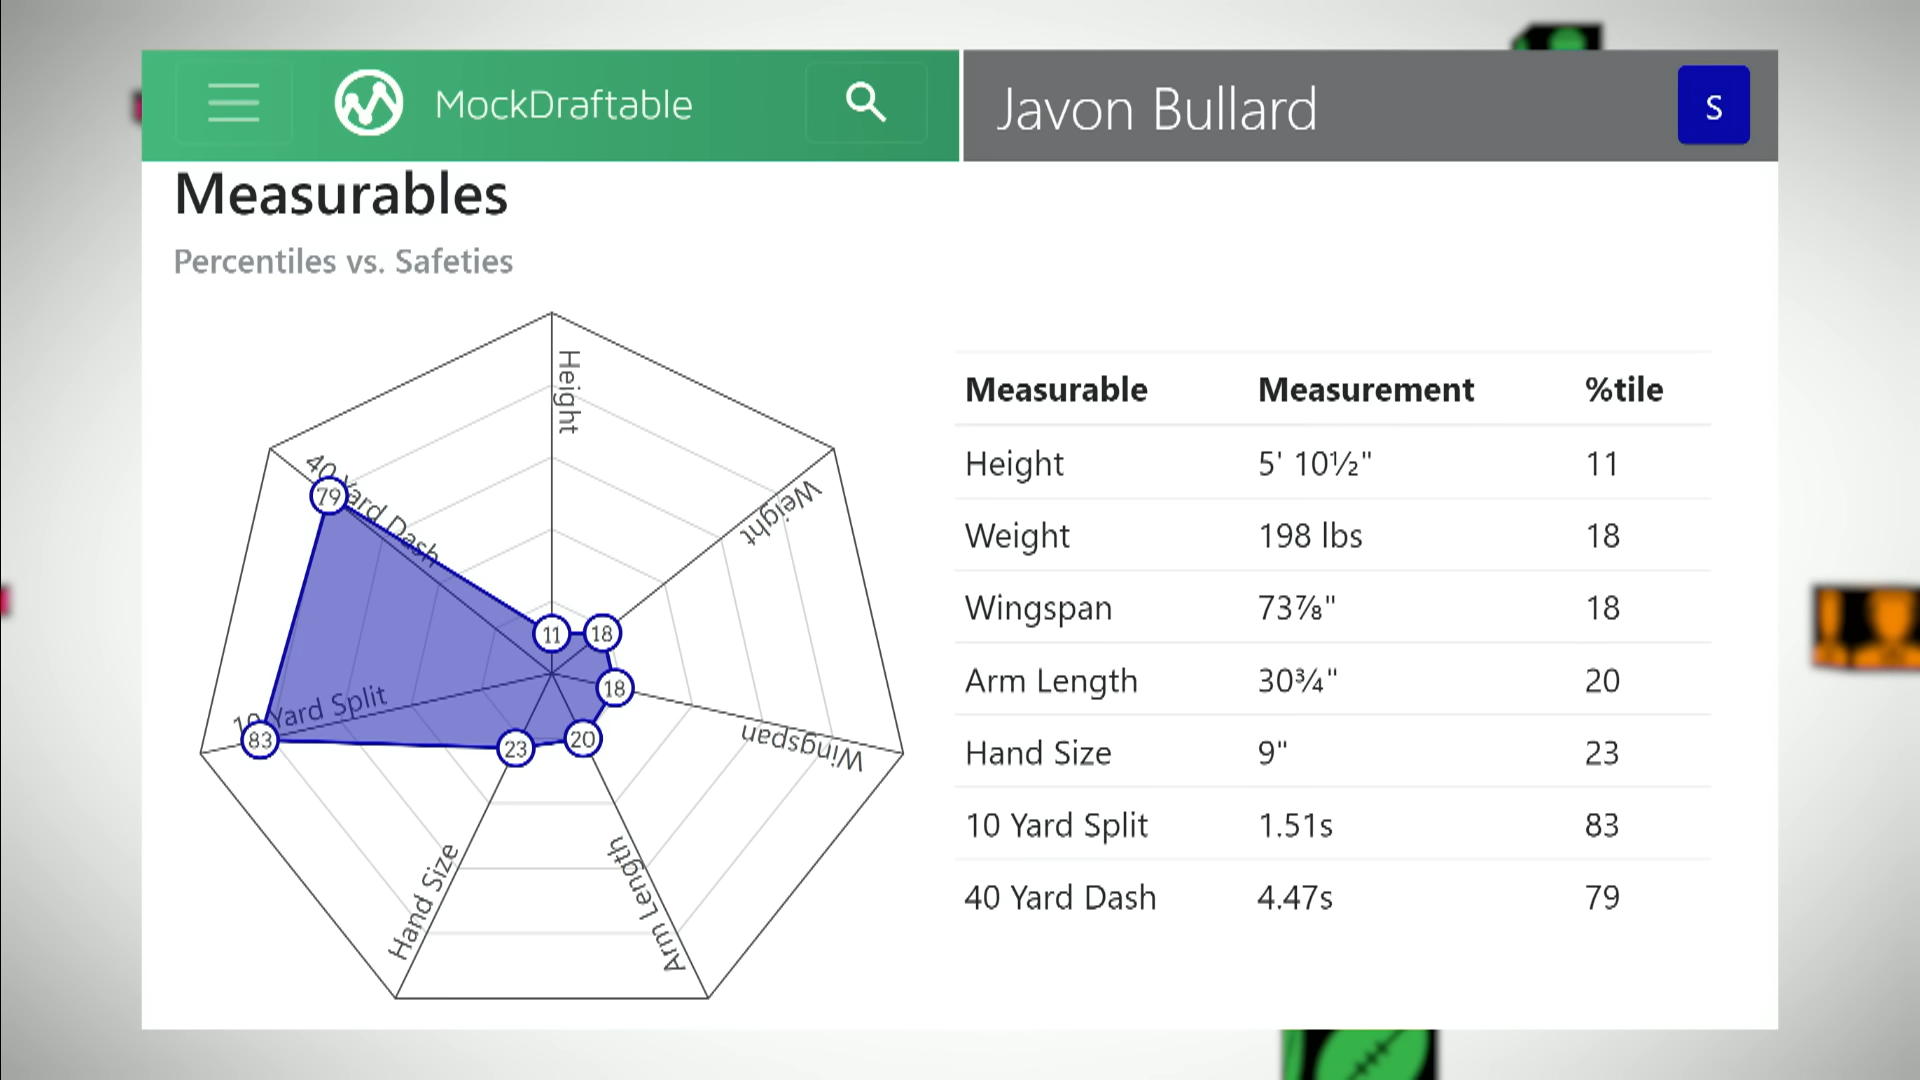 MockDraftable
Javon Bullard
S
Measurables
Percentiles vs. Safeties
Height
Weight
Wingspan
Arm Length
Hand Size
10 Yard Split
40 Yard Dash
11
18
18
20
23
83
79
Measurable Measurement %tile
Height 5' 10½" 11
Weight 198 lbs 18
Wingspan 73⅞" 18
Arm Length 30¾" 20
Hand Size 9" 23
10 Yard Split 1.51s 83
40 Yard Dash 4.47s 79